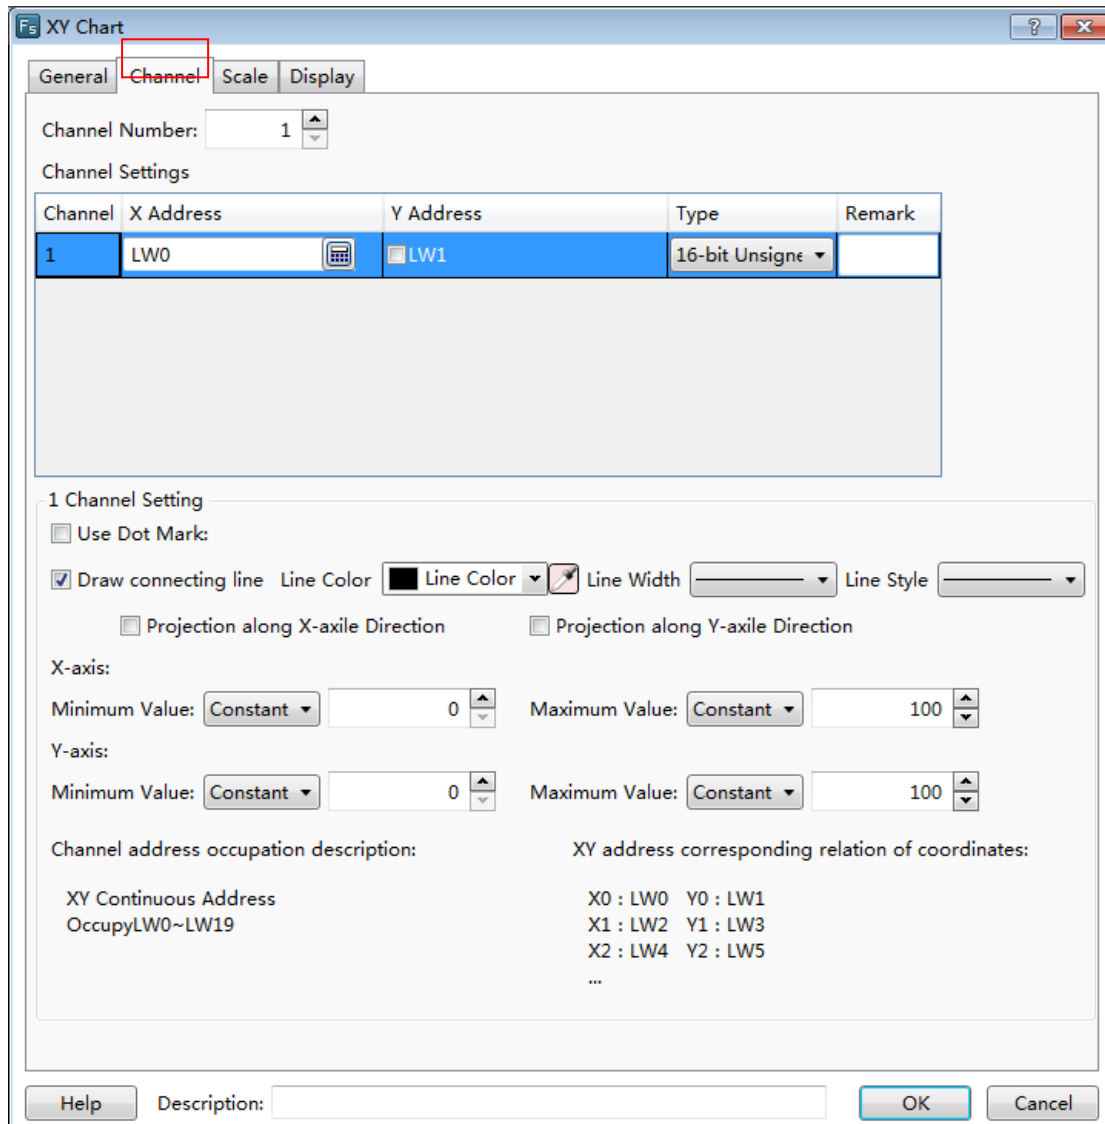 Fs XY Chart
General Channel Scale Display
Channel Number: 1
Channel Settings
Channel X Address Y Address Type Remark
1 LW0 LW1 16-bit Unsigne
1 Channel Setting
Use Dot Mark:
Draw connecting line Line Color Line Color Line Width Line Style
Projection along X-axile Direction Projection along Y-axile Direction
X-axis:
Minimum Value: Constant 0 Maximum Value: Constant 100
Y-axis:
Minimum Value: Constant 0 Maximum Value: Constant 100
Channel address occupation description: XY address corresponding relation of coordinates:
XY Continuous Address X0 : LW0 Y0 : LW1
OccupyLW0~LW19 X1 : LW2 Y1 : LW3
X2 : LW4 Y2 : LW5
...
Help Description: OK Cancel